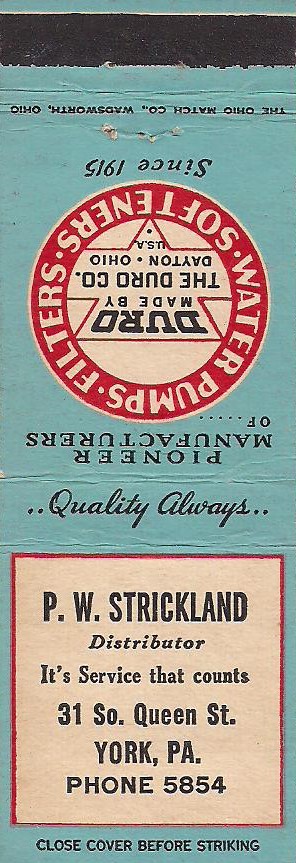 THE OHIO MATCH CO., WADSWORTH, OHIO
PIONEER
MANUFACTURERS
OF.....
WATER PUMPS · FILTERS · SOFTENERS ·
DURO
MADE BY
THE DURO CO.
DAYTON • OHIO
U.S.A.
Since 1915
..Quality Always..
P. W. STRICKLAND
Distributor
It's Service that counts
31 So. Queen St.
YORK, PA.
PHONE 5854
CLOSE COVER BEFORE STRIKING